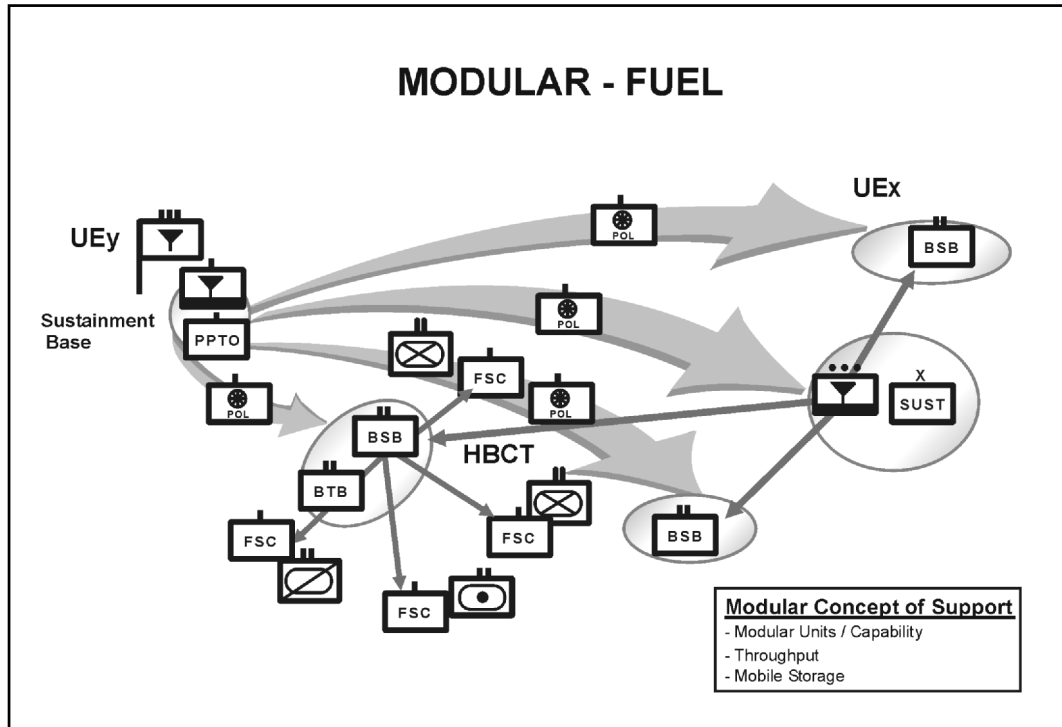 MODULAR - FUEL
UEx
UEy
POL
BSB
Sustainment
Base
PPTO
POL
FSC
X
SUST
POL
POL
BSB
HBCT
BTB
FSC
FSC
BSB
FSC
Modular Concept of Support
- Modular Units / Capability
- Throughput
- Mobile Storage